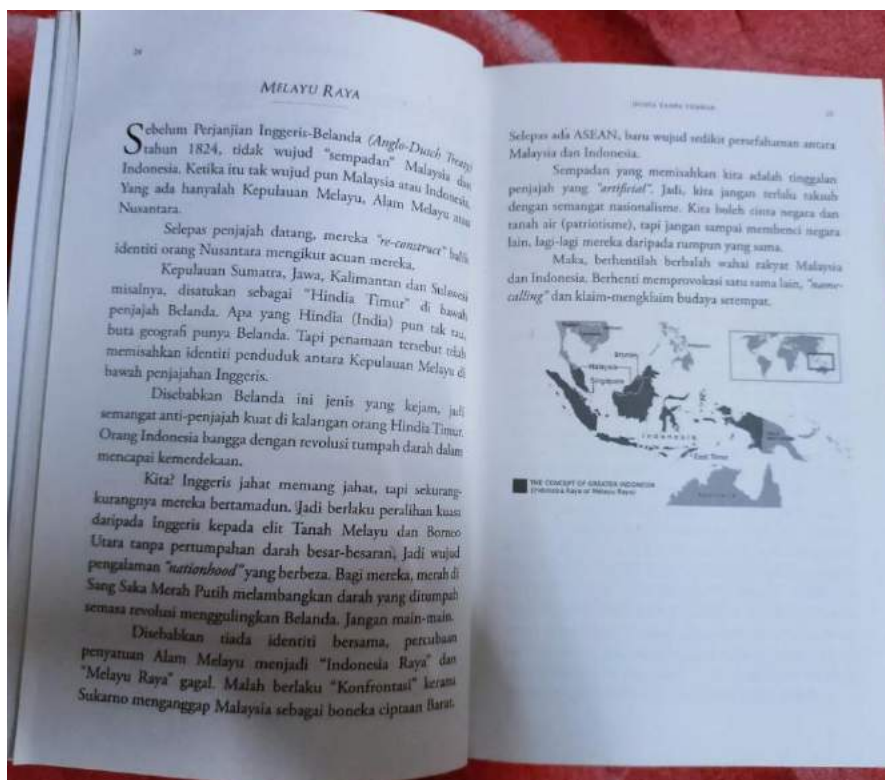 28
MELAYU RAYA
Sebelum Perjanjian Inggeris-Belanda (Anglo-Dutch Treaty)
tahun 1824, tidak wujud "sempadan" Malaysia dan
Indonesia. Ketika itu tak wujud pun Malaysia atau Indonesia.
Yang ada hanyalah Kepulauan Melayu, Alam Melayu atau
Nusantara.
Selepas penjajah datang, mereka "re-construct" balik
identiti orang Nusantara mengikut acuan mereka.
Kepulauan Sumatra, Jawa, Kalimantan dan Sulawesi
misalnya, disatukan sebagai "Hindia Timur" di bawah
penjajah Belanda. Apa yang Hindia (India) pun tak tau,
buta geografi punya Belanda. Tapi penamaan tersebut telah
memisahkan identiti penduduk antara Kepulauan Melayu di
bawah penjajahan Inggeris.
Disebabkan Belanda ini jenis yang kejam, jadi
semangat anti-penjajah kuat di kalangan orang Hindia Timur.
Orang Indonesia bangga dengan revolusi tumpah darah dalam
mencapai kemerdekaan.
Kita? Inggeris jahat memang jahat, tapi sekurang-
kurangnya mereka bertamadun. Jadi berlaku peralihan kuasa
daripada Inggeris kepada elit Tanah Melayu dan Borneo
Utara tanpa pertumpahan darah besar-besaran. Jadi wujud
pengalaman "nationhood" yang berbeza. Bagi mereka, merah di
Sang Saka Merah Putih melambangkan darah yang ditumpah
semasa revolusi menggulingkan Belanda. Jangan main-main.
Disebabkan tiada identiti bersama, percubaan
penyatuan Alam Melayu menjadi "Indonesia Raya" dan
"Melayu Raya" gagal. Malah berlaku "Konfrontasi" kerana
Sukarno menganggap Malaysia sebagai boneka ciptaan Barat.
Selepas ada ASEAN, baru wujud sedikit persefahaman antara
Malaysia dan Indonesia.
Sempadan yang memisahkan kita adalah tinggalan
penjajah yang "artificial". Jadi, kita jangan terlalu taksub
dengan semangat nasionalisme. Kita boleh cinta negara dan
tanah air (patriotisme), tapi jangan sampai membenci negara
lain, lagi-lagi mereka daripada rumpun yang sama.
Maka, berhentilah berbalah wahai rakyat Malaysia
dan Indonesia. Berhenti memprovokasi satu sama lain, "name-
calling" dan klaim-mengklaim budaya setempat.
Brunei
Malaysia
Singapore
Indonesia
East Timor
THE CONCEPT OF GREATER INDONESIA
(Indonesia Raya or Melayu Raya)